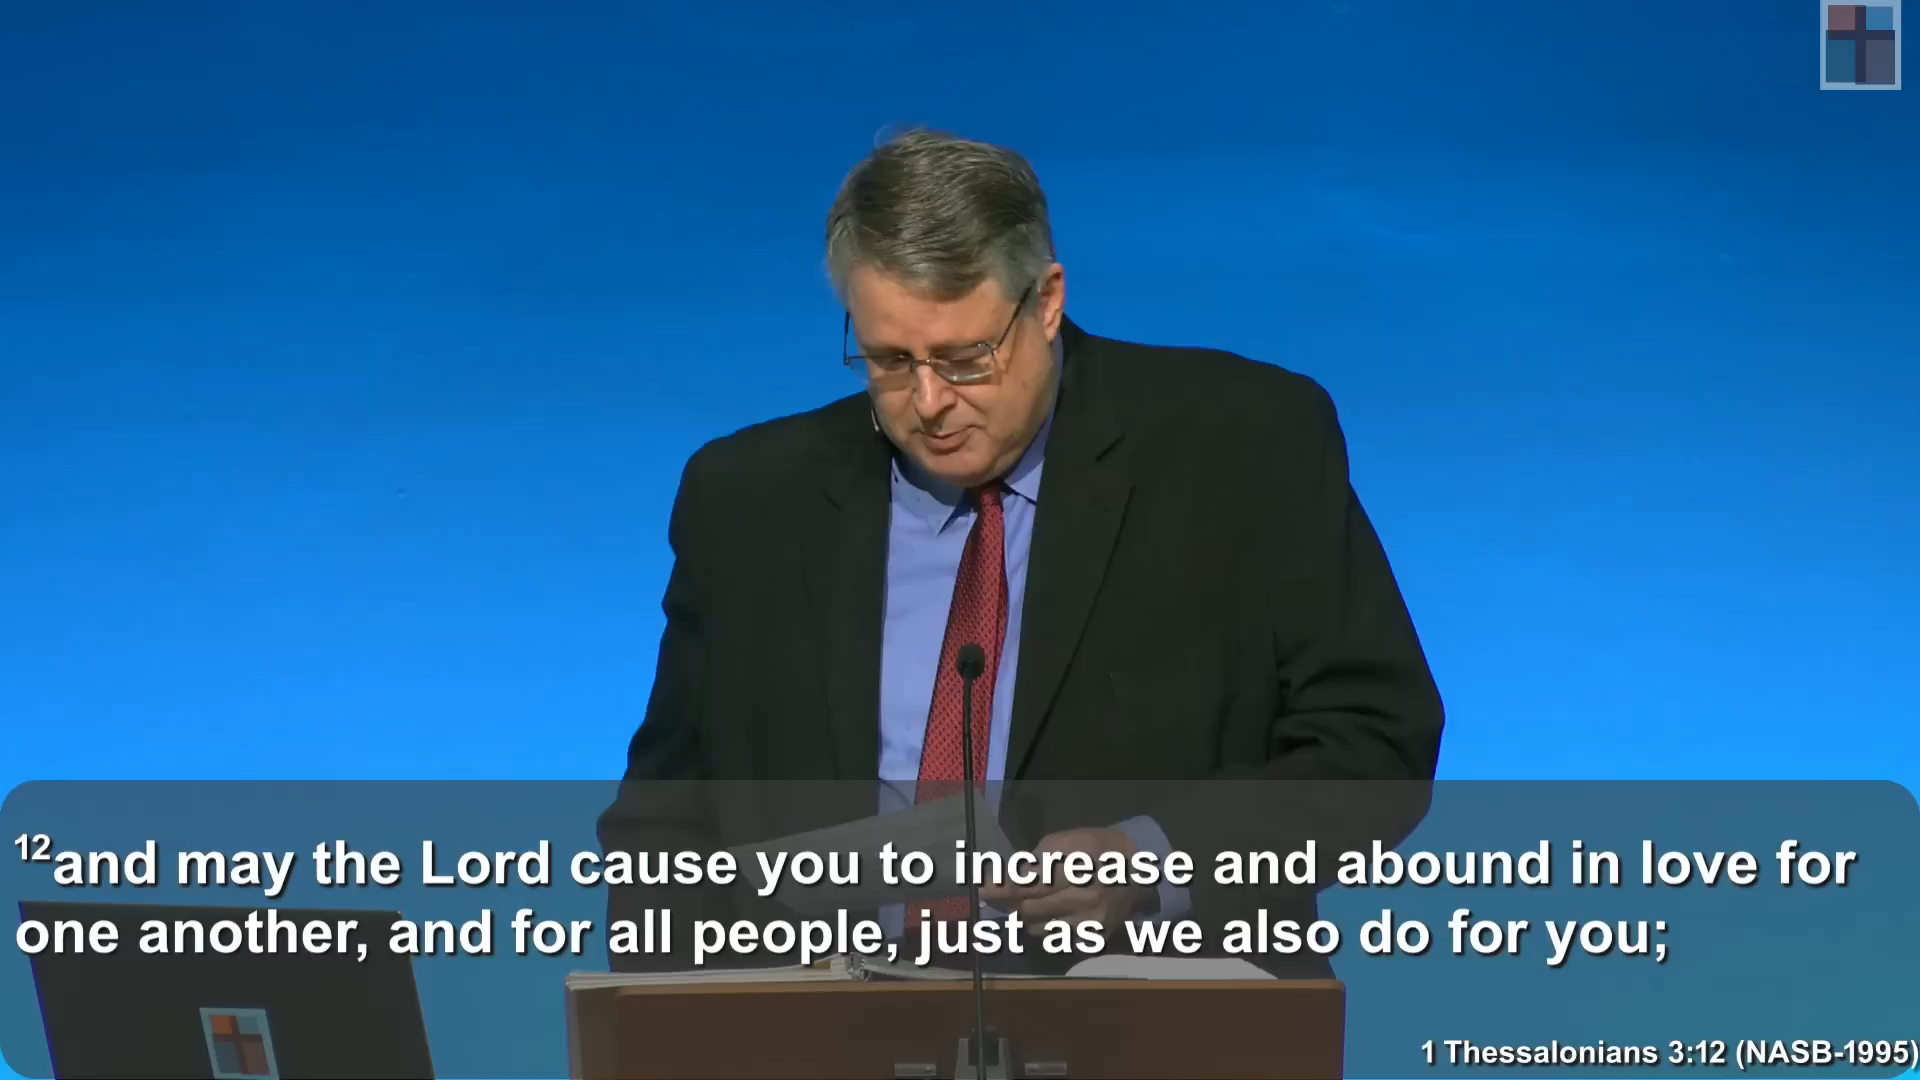 ¹²and may the Lord cause you to increase and abound in love for
one another, and for all people, just as we also do for you;
1 Thessalonians 3:12 (NASB-1995)